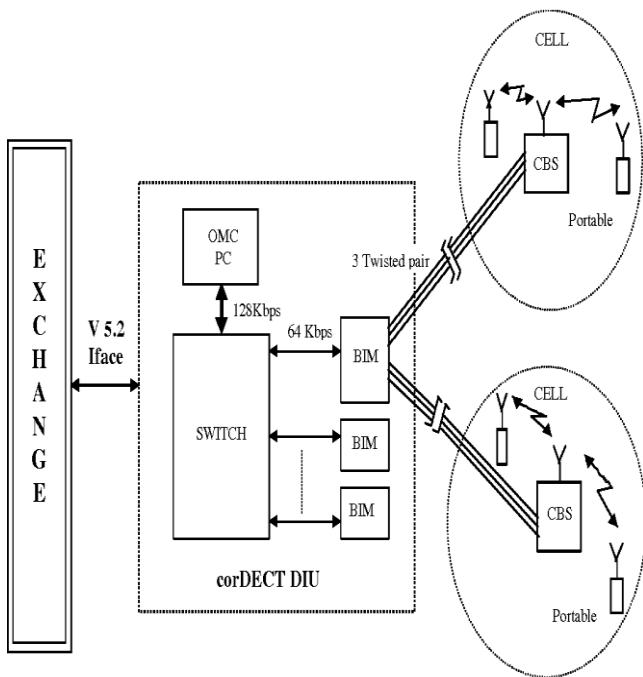 EXCHANGE
V 5.2
Iface
OMC
PC
128Kbps
64 Kbps
SWITCH
BIM
BIM
BIM
corDECT DIU
3 Twisted pair
CELL
CBS
Portable
CELL
CBS
Portable